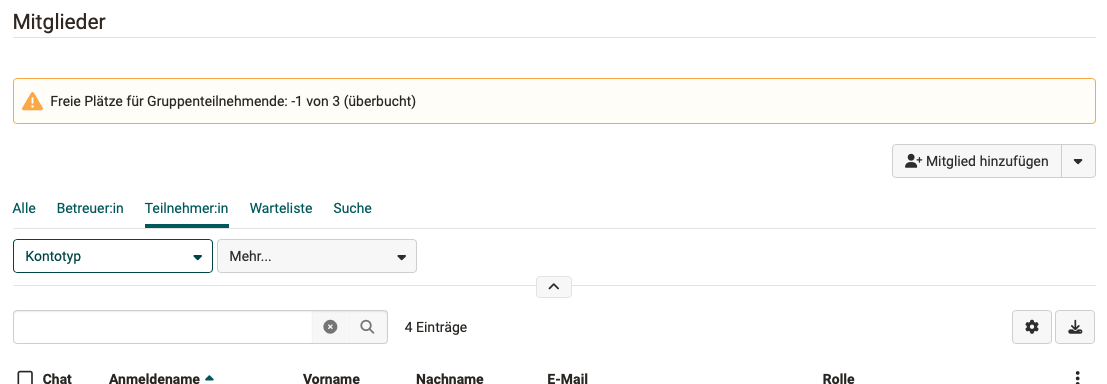 Mitglieder
Freie Plätze für Gruppenteilnehmende: -1 von 3 (überbucht)
Mitglied hinzufügen
Alle Betreuer:in Teilnehmer:in Warteliste Suche
Kontotyp Mehr...
4 Einträge
Chat Anmeldename Vorname Nachname E-Mail Rolle